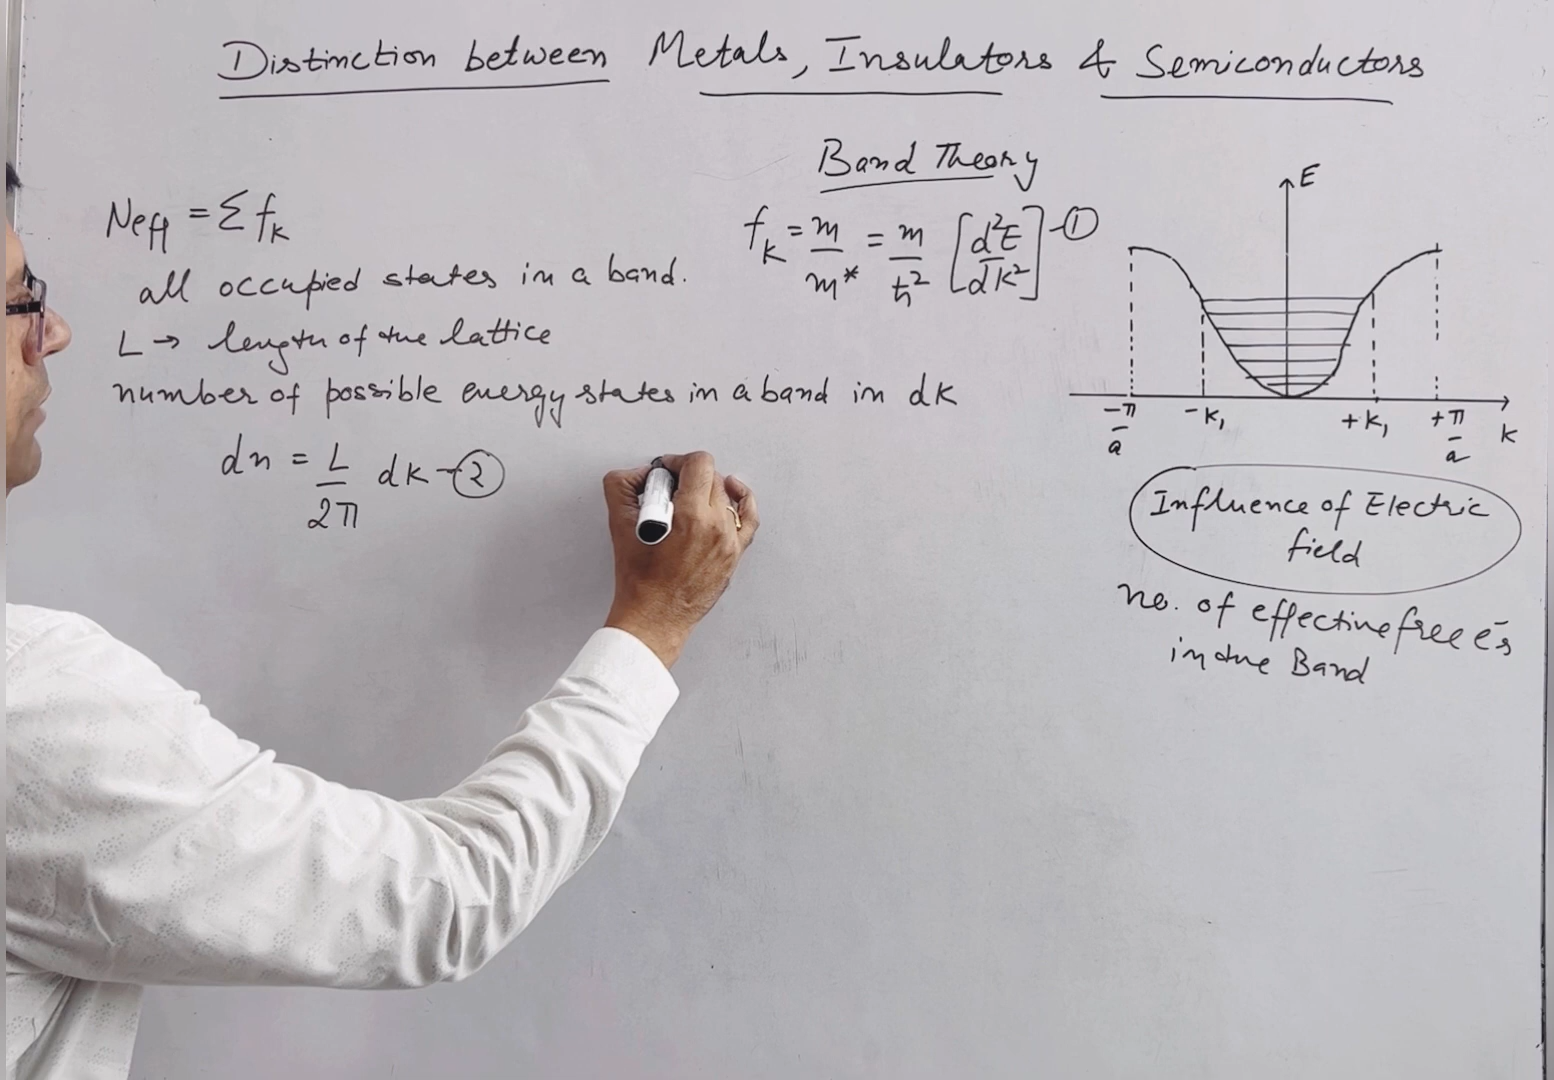 Distinction between Metals, Insulators & Semiconductors
Band Theory
Neff = Σ fk
all occupied states in a band.
L → length of the lattice
number of possible energy states in a band in dk
dn = L/2π dk -②
fk = m/m* = m/ħ² [d²E/dk²] -①
E
-π/a -k₁ +k₁ +π/a k
Influence of Electric
field
no. of effective free e⁻s
in the Band